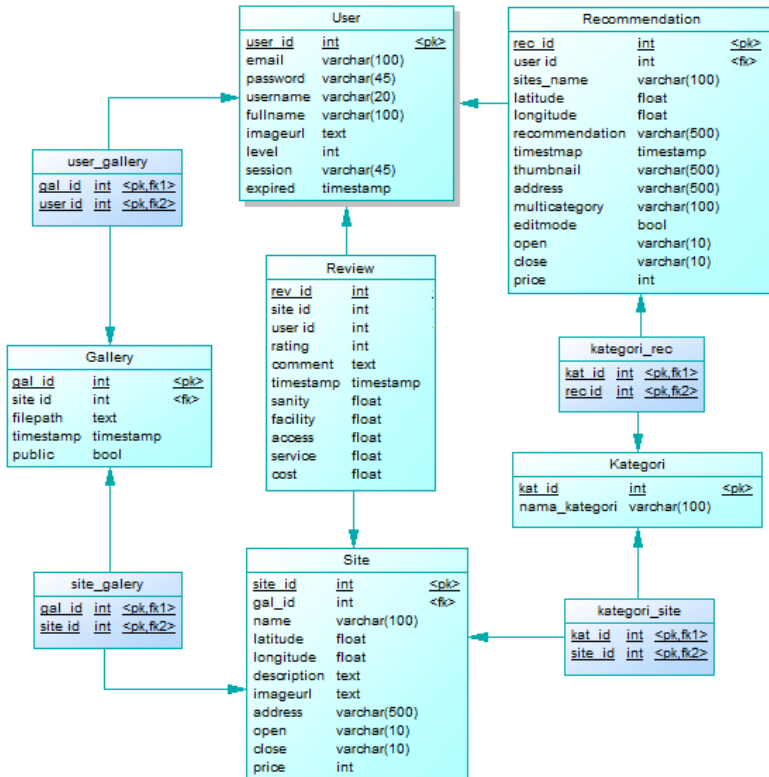 User
user_id int <pk>
email varchar(100)
password varchar(45)
username varchar(20)
fullname varchar(100)
imageurl text
level int
session varchar(45)
expired timestamp
Recommendation
rec_id int <pk>
user id int <fk>
sites_name varchar(100)
latitude float
longitude float
recommendation varchar(500)
timestmap timestamp
thumbnail varchar(500)
address varchar(500)
multicategory varchar(100)
editmode bool
open varchar(10)
close varchar(10)
price int
user_gallery
gal_id int <pk,fk1>
user id int <pk,fk2>
Review
rev_id int
site id int
user id int
rating int
comment text
timestamp timestamp
sanity float
facility float
access float
service float
cost float
Gallery
gal_id int <pk>
site id int <fk>
filepath text
timestamp timestamp
public bool
kategori_rec
kat_id int <pk,fk1>
rec id int <pk,fk2>
Kategori
kat_id int <pk>
nama_kategori varchar(100)
site_galery
gal_id int <pk,fk1>
site id int <pk,fk2>
Site
site_id int <pk>
gal_id int <fk>
name varchar(100)
latitude float
longitude float
description text
imageurl text
address varchar(500)
open varchar(10)
close varchar(10)
price int
kategori_site
kat_id int <pk,fk1>
site_id int <pk,fk2>